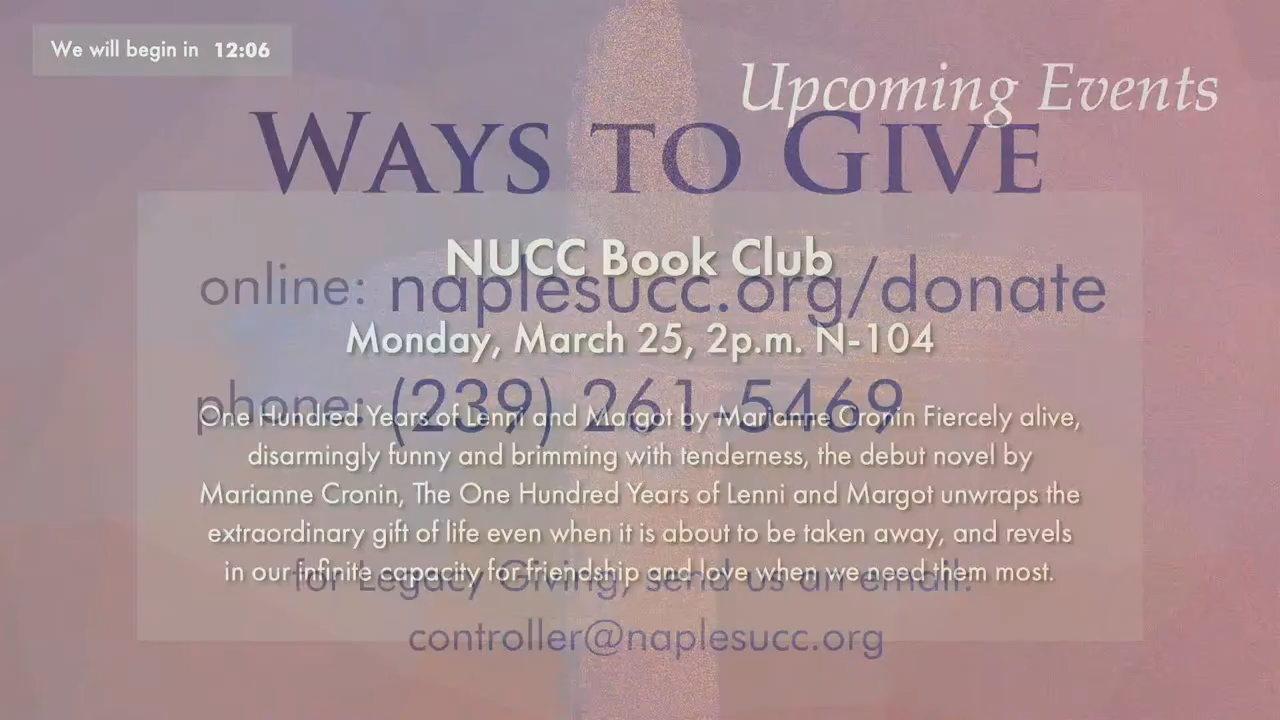 We will begin in 12:06
Upcoming Events
WAYS TO GIVE
NUCC Book Club
online: naplesucc.org/donate
Monday, March 25, 2p.m. N-104
phone: (239) 261-5469
One Hundred Years of Lenni and Margot by Marianne Cronin Fiercely alive,
disarmingly funny and brimming with tenderness, the debut novel by
Marianne Cronin, The One Hundred Years of Lenni and Margot unwraps the
extraordinary gift of life even when it is about to be taken away, and revels
in our infinite capacity for friendship and love when we need them most.
for Legacy Giving, send us an email:
controller@naplesucc.org